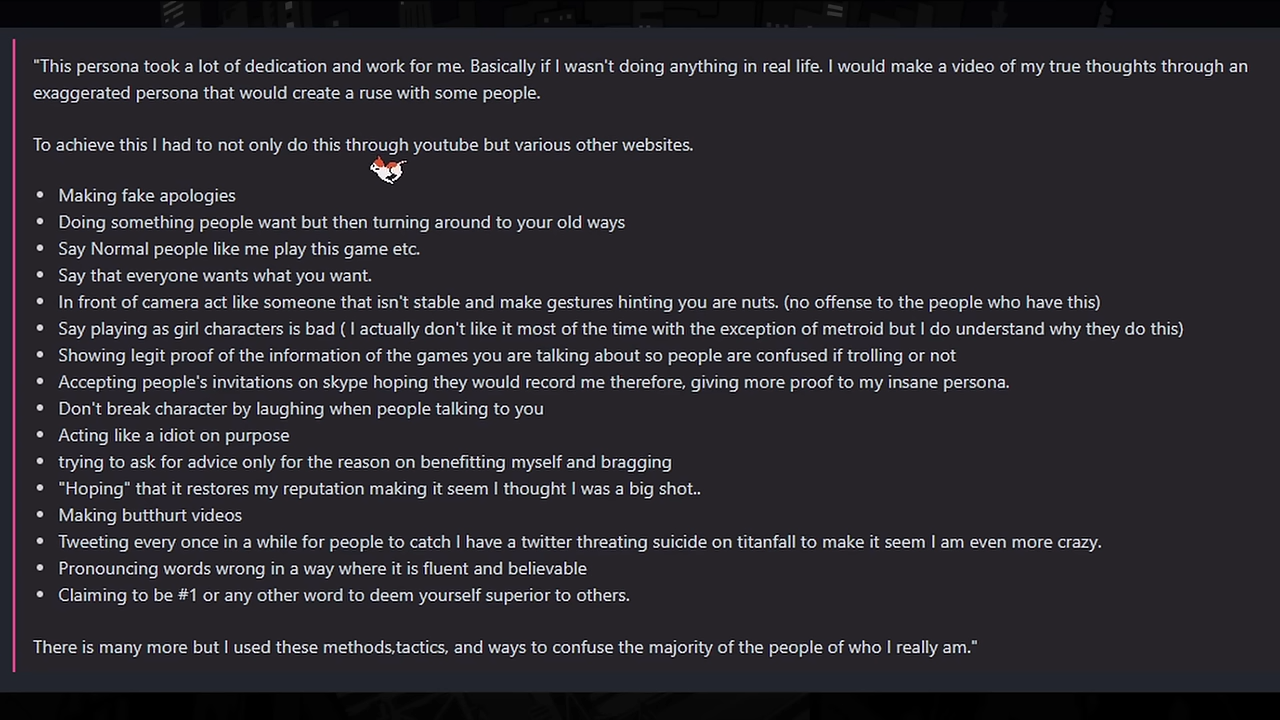 "This persona took a lot of dedication and work for me. Basically if I wasn't doing anything in real life. I would make a video of my true thoughts through an
exaggerated persona that would create a ruse with some people.
To achieve this I had to not only do this through youtube but various other websites.
• Making fake apologies
• Doing something people want but then turning around to your old ways
• Say Normal people like me play this game etc.
• Say that everyone wants what you want.
• In front of camera act like someone that isn't stable and make gestures hinting you are nuts. (no offense to the people who have this)
• Say playing as girl characters is bad ( I actually don't like it most of the time with the exception of metroid but I do understand why they do this)
• Showing legit proof of the information of the games you are talking about so people are confused if trolling or not
• Accepting people's invitations on skype hoping they would record me therefore, giving more proof to my insane persona.
• Don't break character by laughing when people talking to you
• Acting like a idiot on purpose
• trying to ask for advice only for the reason on benefitting myself and bragging
• "Hoping" that it restores my reputation making it seem I thought I was a big shot..
• Making butthurt videos
• Tweeting every once in a while for people to catch I have a twitter threating suicide on titanfall to make it seem I am even more crazy.
• Pronouncing words wrong in a way where it is fluent and believable
• Claiming to be #1 or any other word to deem yourself superior to others.
There is many more but I used these methods,tactics, and ways to confuse the majority of the people of who I really am."